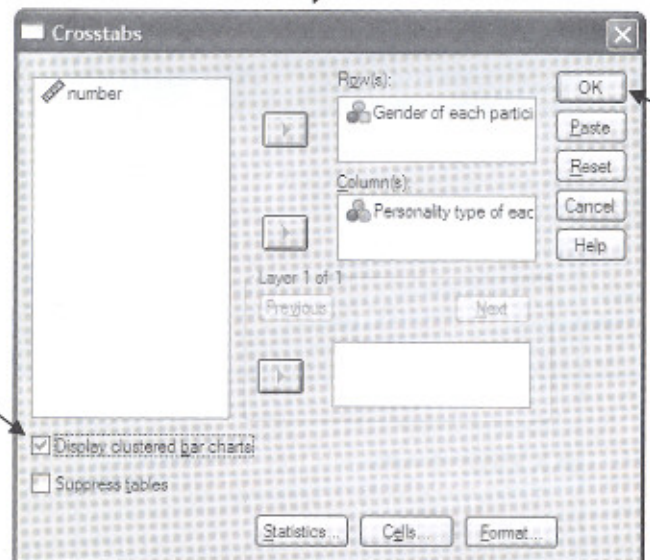 Crosstabs
number
Row(s):
Gender of each partici
Column(s):
Personality type of eac
Layer 1 of 1
Previous
Next
Display clustered bar charts
Suppress tables
OK
Paste
Reset
Cancel
Help
Statistics...
Cells...
Format...